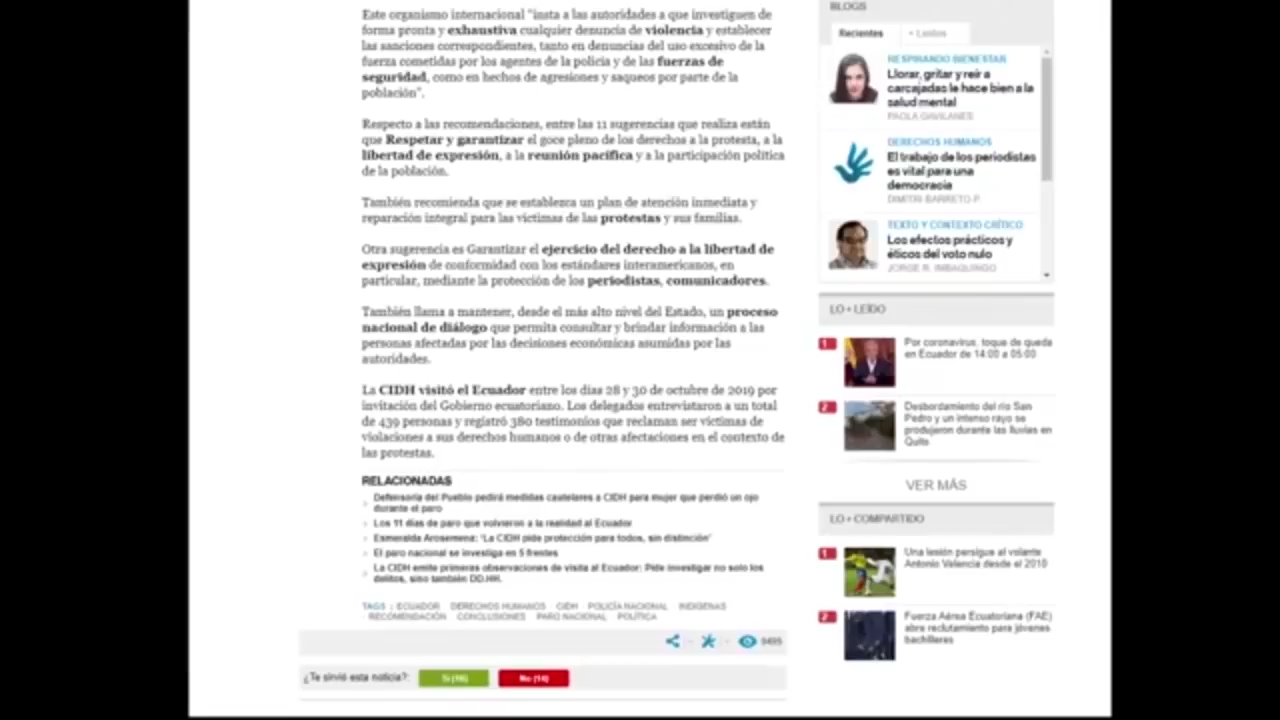 Este organismo internacional "insta a las autoridades a que investiguen de
forma pronta y exhaustiva cualquier denuncia de violencia y establecer
las sanciones correspondientes, tanto en denuncias del uso excesivo de la
fuerza cometidas por los agentes de la policía y de las fuerzas de
seguridad, como en hechos de agresiones y saqueos por parte de la
población".
Respecto a las recomendaciones, entre las 11 sugerencias que realiza están
que Respetar y garantizar el goce pleno de los derechos a la protesta, a la
libertad de expresión, a la reunión pacífica y a la participación política
de la población.
También recomienda que se establezca un plan de atención inmediata y
reparación integral para las víctimas de las protestas y sus familias.
Otra sugerencia es Garantizar el ejercicio del derecho a la libertad de
expresión de conformidad con los estándares interamericanos, en
particular, mediante la protección de los periodistas, comunicadores.
También llama a mantener, desde el más alto nivel del Estado, un proceso
nacional de diálogo que permita consultar y brindar información a las
personas afectadas por las decisiones económicas asumidas por las
autoridades.
La CIDH visitó el Ecuador entre los días 28 y 30 de octubre de 2019 por
invitación del Gobierno ecuatoriano. Los delegados entrevistaron a un total
de 439 personas y registró 380 testimonios que reclaman ser víctimas de
violaciones a sus derechos humanos o de otras afectaciones en el contexto de
las protestas.
RELACIONADAS
Defensoría del Pueblo pedirá medidas cautelares a CIDH para mujer que perdió un ojo
durante el paro
Los 11 días de paro que volvieron a la realidad al Ecuador
Esmeralda Arosemena: 'La CIDH pide protección para todos, sin distinción'
El paro nacional se investiga en 5 frentes
La CIDH emite primeras observaciones de visita al Ecuador: Pide investigar no solo los
delitos, sino también DD.HH.
TAGS : ECUADOR DERECHOS HUMANOS CIDH POLICÍA NACIONAL INDÍGENAS
RECOMENDACIÓN CONCLUSIONES PARO NACIONAL POLÍTICA
¿Te sirvió esta noticia?: Si (16) No (14)
BLOGS
Recientes + Leídos
RESPIRANDO BIENESTAR
Llorar, gritar y reír a
carcajadas le hace bien a la
salud mental
PAOLA GAVILANES
DERECHOS HUMANOS
El trabajo de los periodistas
es vital para una
democracia
DIMITRI BARRETO P.
TEXTO Y CONTEXTO CRÍTICO
Los efectos prácticos y
éticos del voto nulo
JORGE R. IMBAQUINGO
LO + LEÍDO
1 Por coronavirus, toque de queda
en Ecuador de 14:00 a 05:00
2 Desbordamiento del río San
Pedro y un intenso rayo se
produjeron durante las lluvias en
Quito
VER MÁS
LO + COMPARTIDO
1 Una lesión persigue al volante
Antonio Valencia desde el 2010
2 Fuerza Aérea Ecuatoriana (FAE)
abre reclutamiento para jóvenes
bachilleres